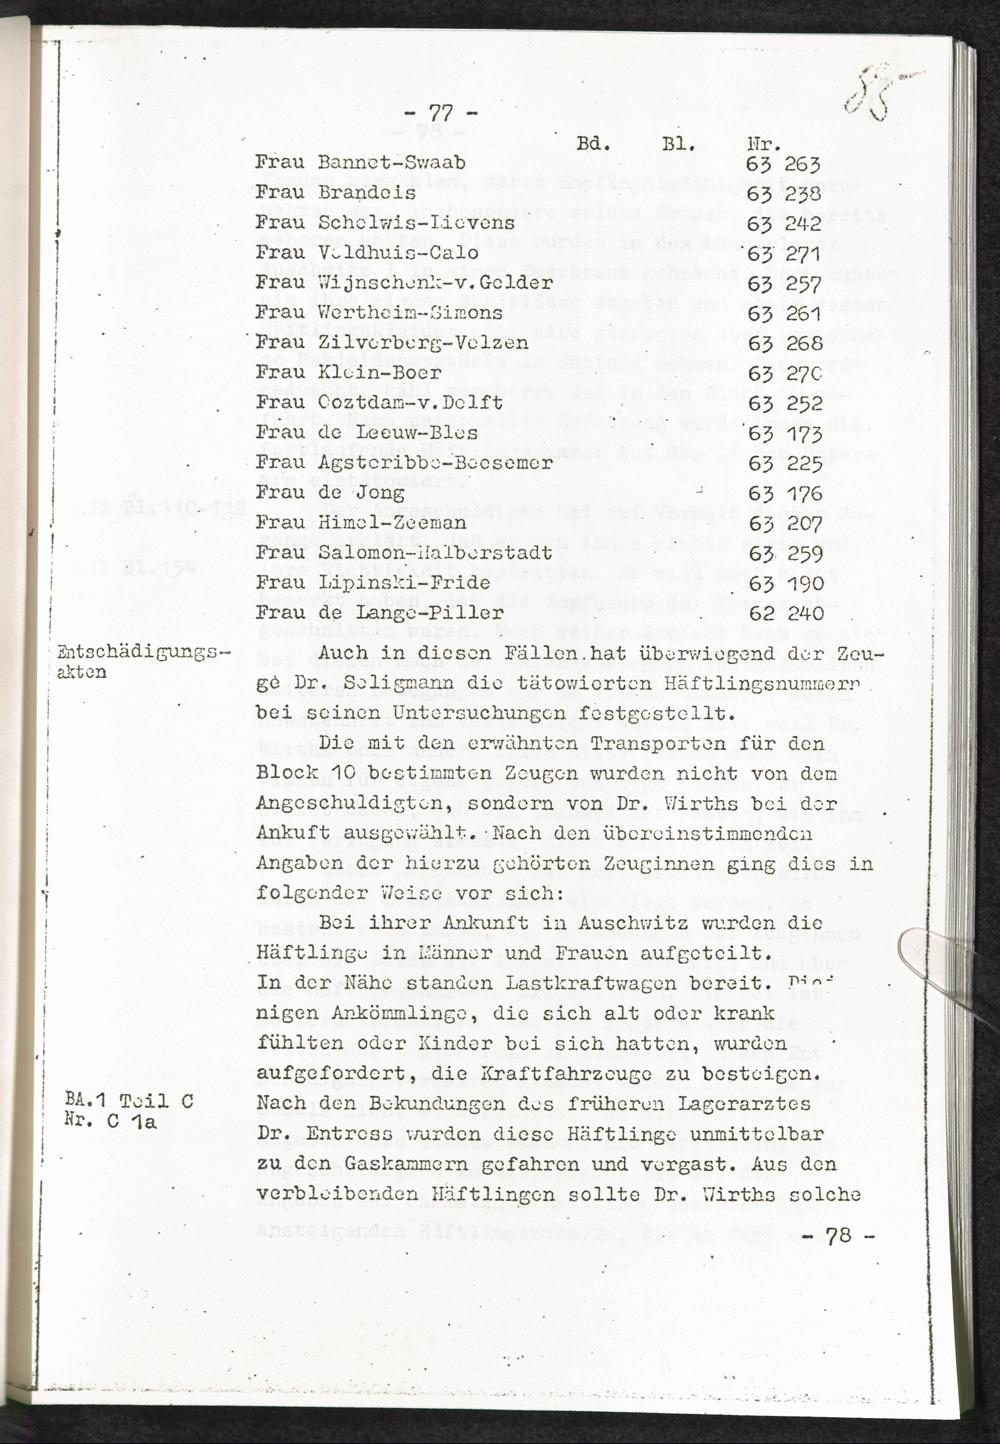 85
- 77 -
Bd. Bl. Nr.
Frau Bannet-Swaab 63 263
Frau Brandeis 63 238
Frau Schelwis-Lievens 63 242
Frau Veldhuis-Calo 63 271
Frau Wijnschenk-v.Gelder 63 257
Frau Wertheim-Simons 63 261
Frau Zilverberg-Velzen 63 268
Frau Klein-Boer 63 270
Frau Coztdam-v.Delft 63 252
Frau de Leeuw-Bles 63 173
Frau Agsteribbe-Beesemer 63 225
Frau de Jong 63 176
Frau Himel-Zeeman 63 207
Frau Salomon-Halberstadt 63 259
Frau Lipinski-Fride 63 190
Frau de Lange-Piller 62 240
Entschädigungs-
akten
Auch in diesen Fällen hat überwiegend der Zeu-
ge Dr. Seligmann die tätowierten Häftlingsnummern
bei seinen Untersuchungen festgestellt.
Die mit den erwähnten Transporten für den
Block 10 bestimmten Zeugen wurden nicht von dem
Angeschuldigten, sondern von Dr. Wirths bei der
Ankuft ausgewählt. Nach den übereinstimmenden
Angaben der hierzu gehörten Zeuginnen ging dies in
folgender Weise vor sich:
Bei ihrer Ankunft in Auschwitz wurden die
Häftlinge in Männer und Frauen aufgeteilt.
In der Nähe standen Lastkraftwagen bereit.
nigen Ankömmlinge, die sich alt oder krank
fühlten oder Kinder bei sich hatten, wurden
aufgefordert, die Kraftfahrzeuge zu besteigen.
BA.1 Teil C
Nr. C 1a
Nach den Bekundungen des früheren Lagerarztes
Dr. Entress wurden diese Häftlinge unmittelbar
zu den Gaskammern gefahren und vergast. Aus den
verbleibenden Häftlingen sollte Dr. Wirths solche
- 78 -